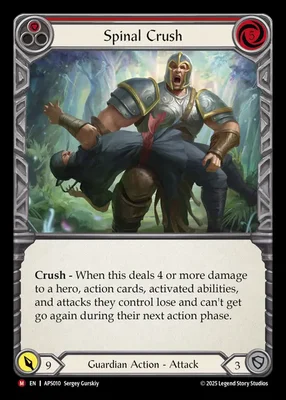 Spinal Crush
Crush - When this deals 4 or more damage
to a hero, action cards, activated abilities,
and attacks they control lose and can't get
go again during their next action phase.
9 Guardian Action - Attack 3
M EN | APS010 Sergey Gurskiy ©2025 Legend Story Studios